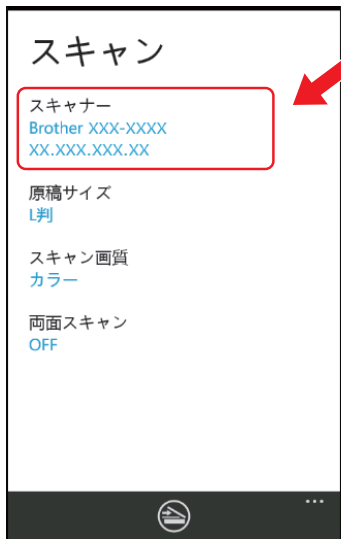 スキャン
スキャナー
Brother XXX-XXXX
XX.XXX.XXX.XX
原稿サイズ
L判
スキャン画質
カラー
両面スキャン
OFF